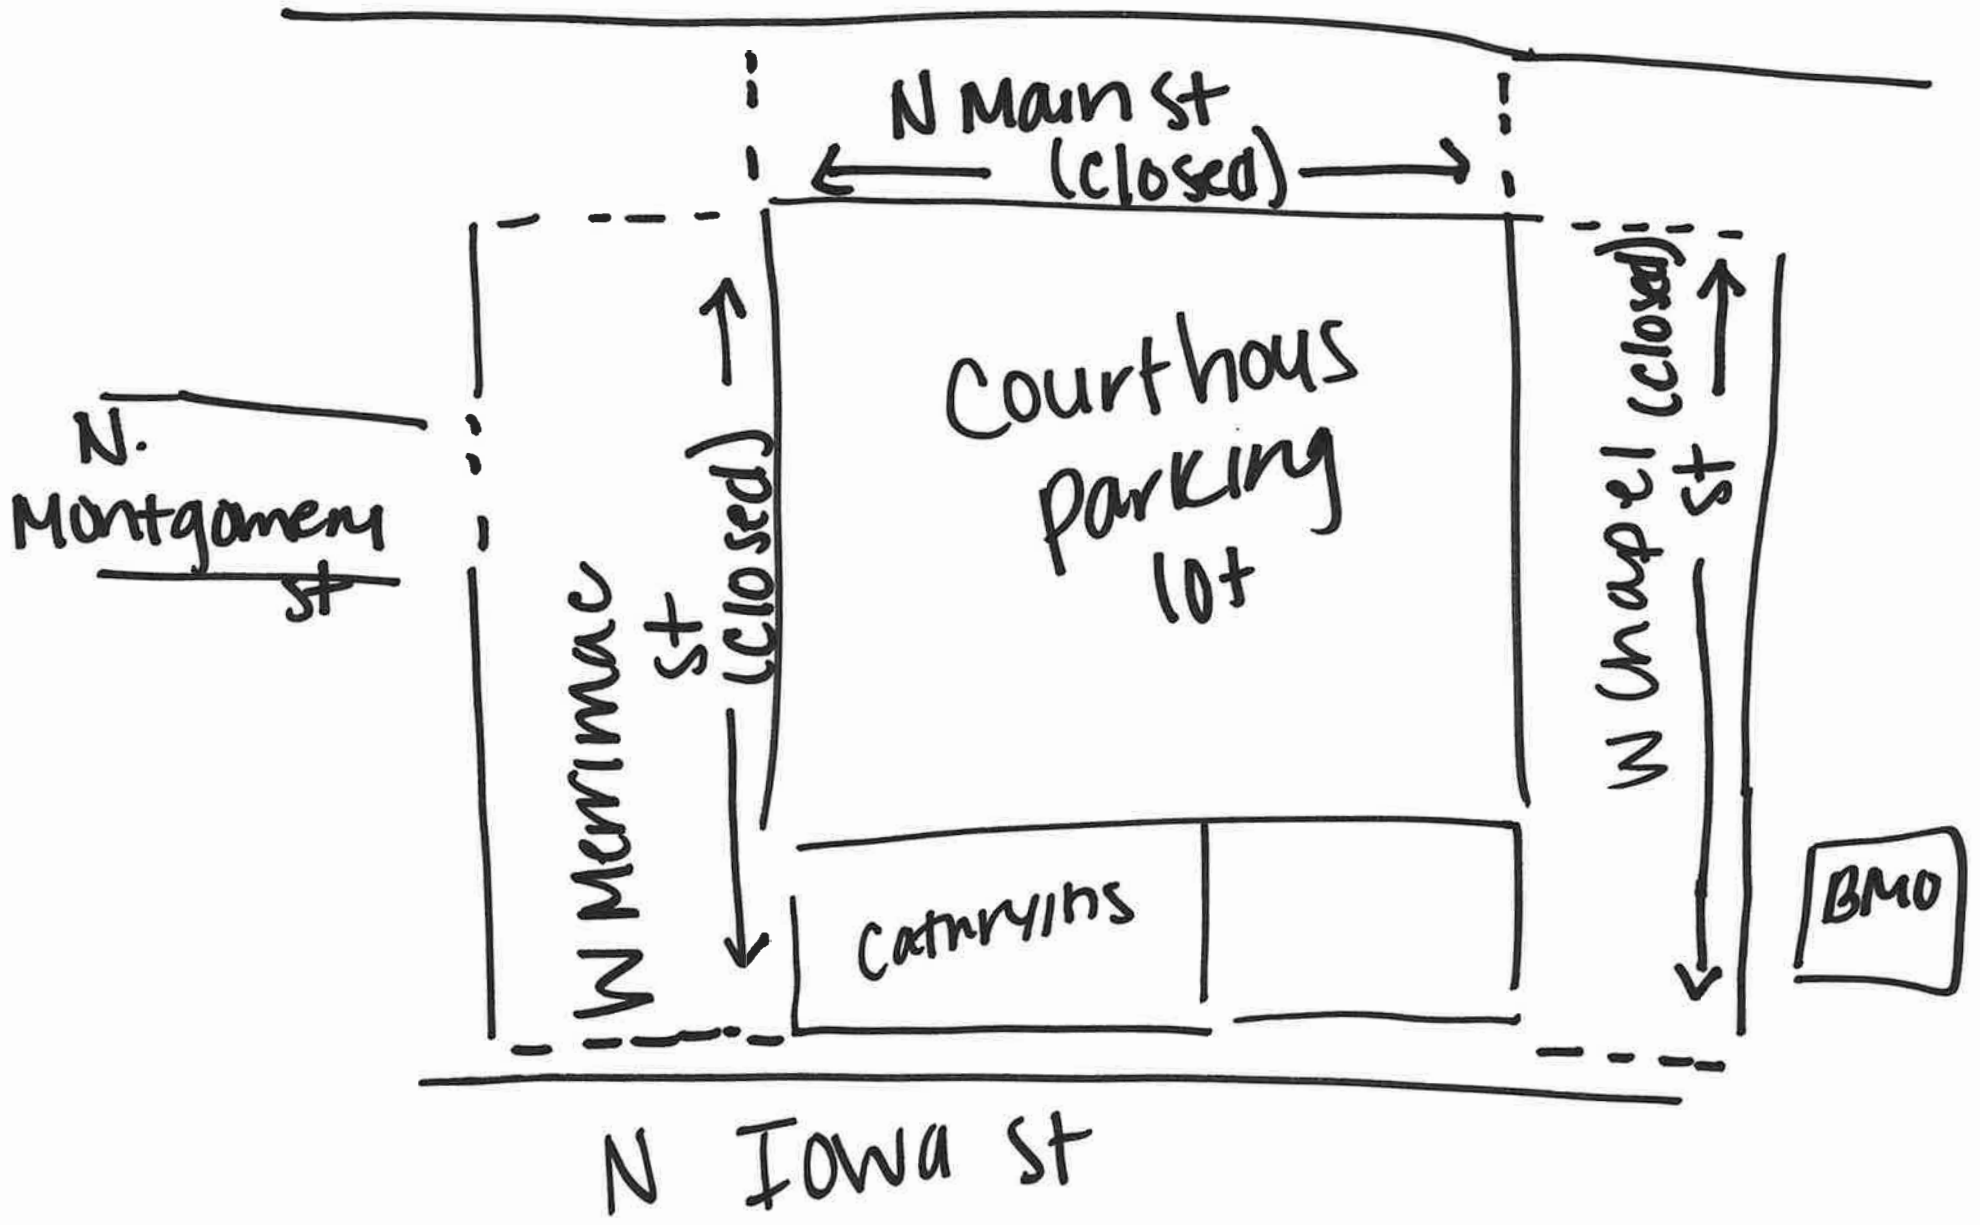 N Main St
(closed)
Courthous
parking
lot
N.
Montgomery
St
W Merrimac
St
(closed)
W Chapel (closed)
St
Cathryns
BMO
N Iowa St